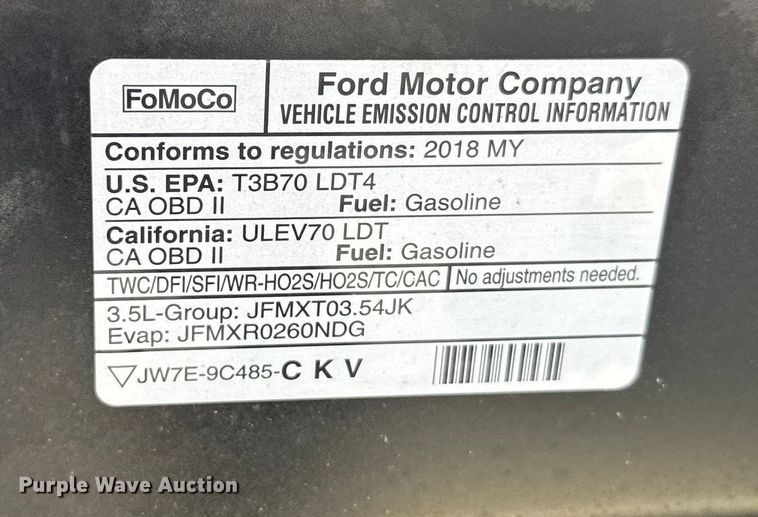 FoMoCo
Ford Motor Company
VEHICLE EMISSION CONTROL INFORMATION
Conforms to regulations: 2018 MY
U.S. EPA: T3B70 LDT4
CA OBD II Fuel: Gasoline
California: ULEV70 LDT
CA OBD II Fuel: Gasoline
TWC/DFI/SFI/WR-HO2S/HO2S/TC/CAC No adjustments needed.
3.5L-Group: JFMXT03.54JK
Evap: JFMXR0260NDG
JW7E-9C485-C K V
Purple Wave Auction